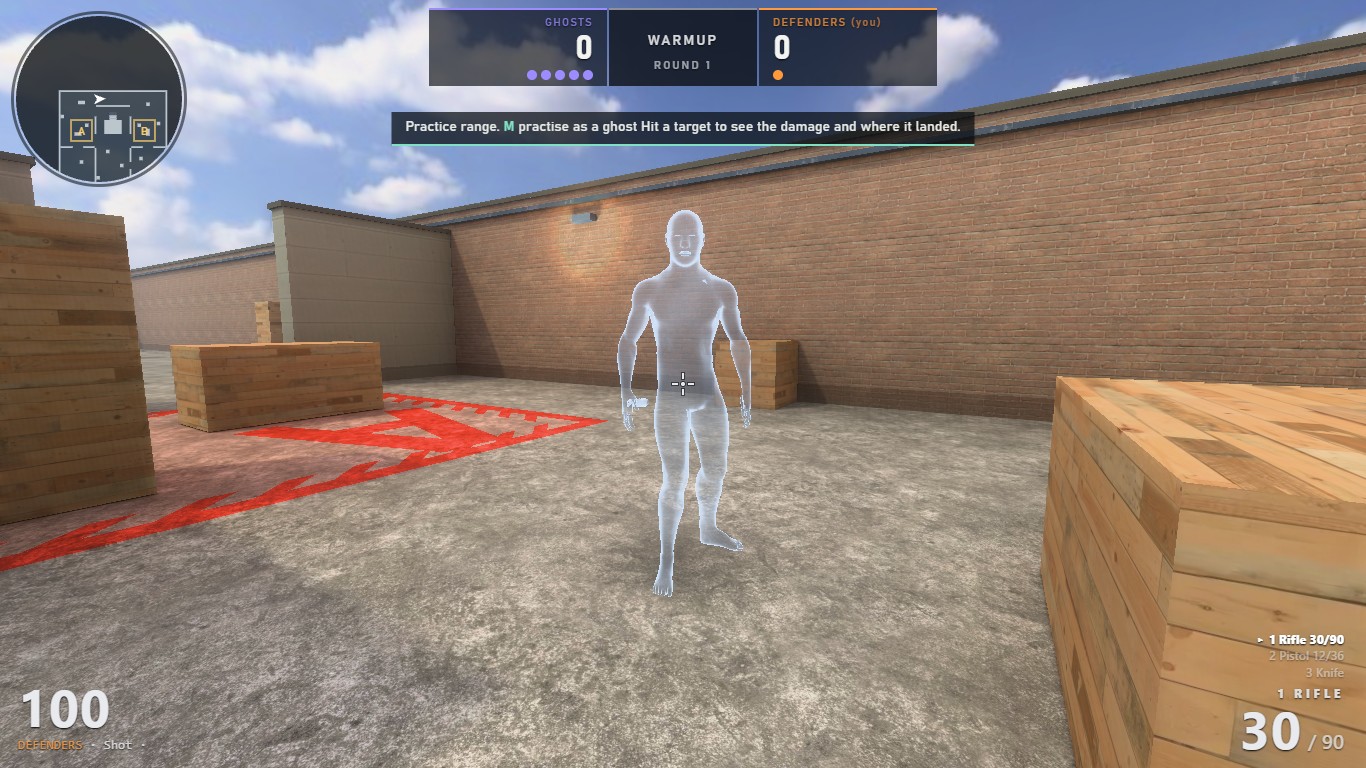 GHOSTS
0
WARMUP
ROUND 1
DEFENDERS (you)
0
A
B
Practice range. M practise as a ghost Hit a target to see the damage and where it landed.
A
▸ 1 Rifle 30/90
2 Pistol 12/36
3 Knife
1 RIFLE
30 / 90
100
DEFENDERS · Shot ·